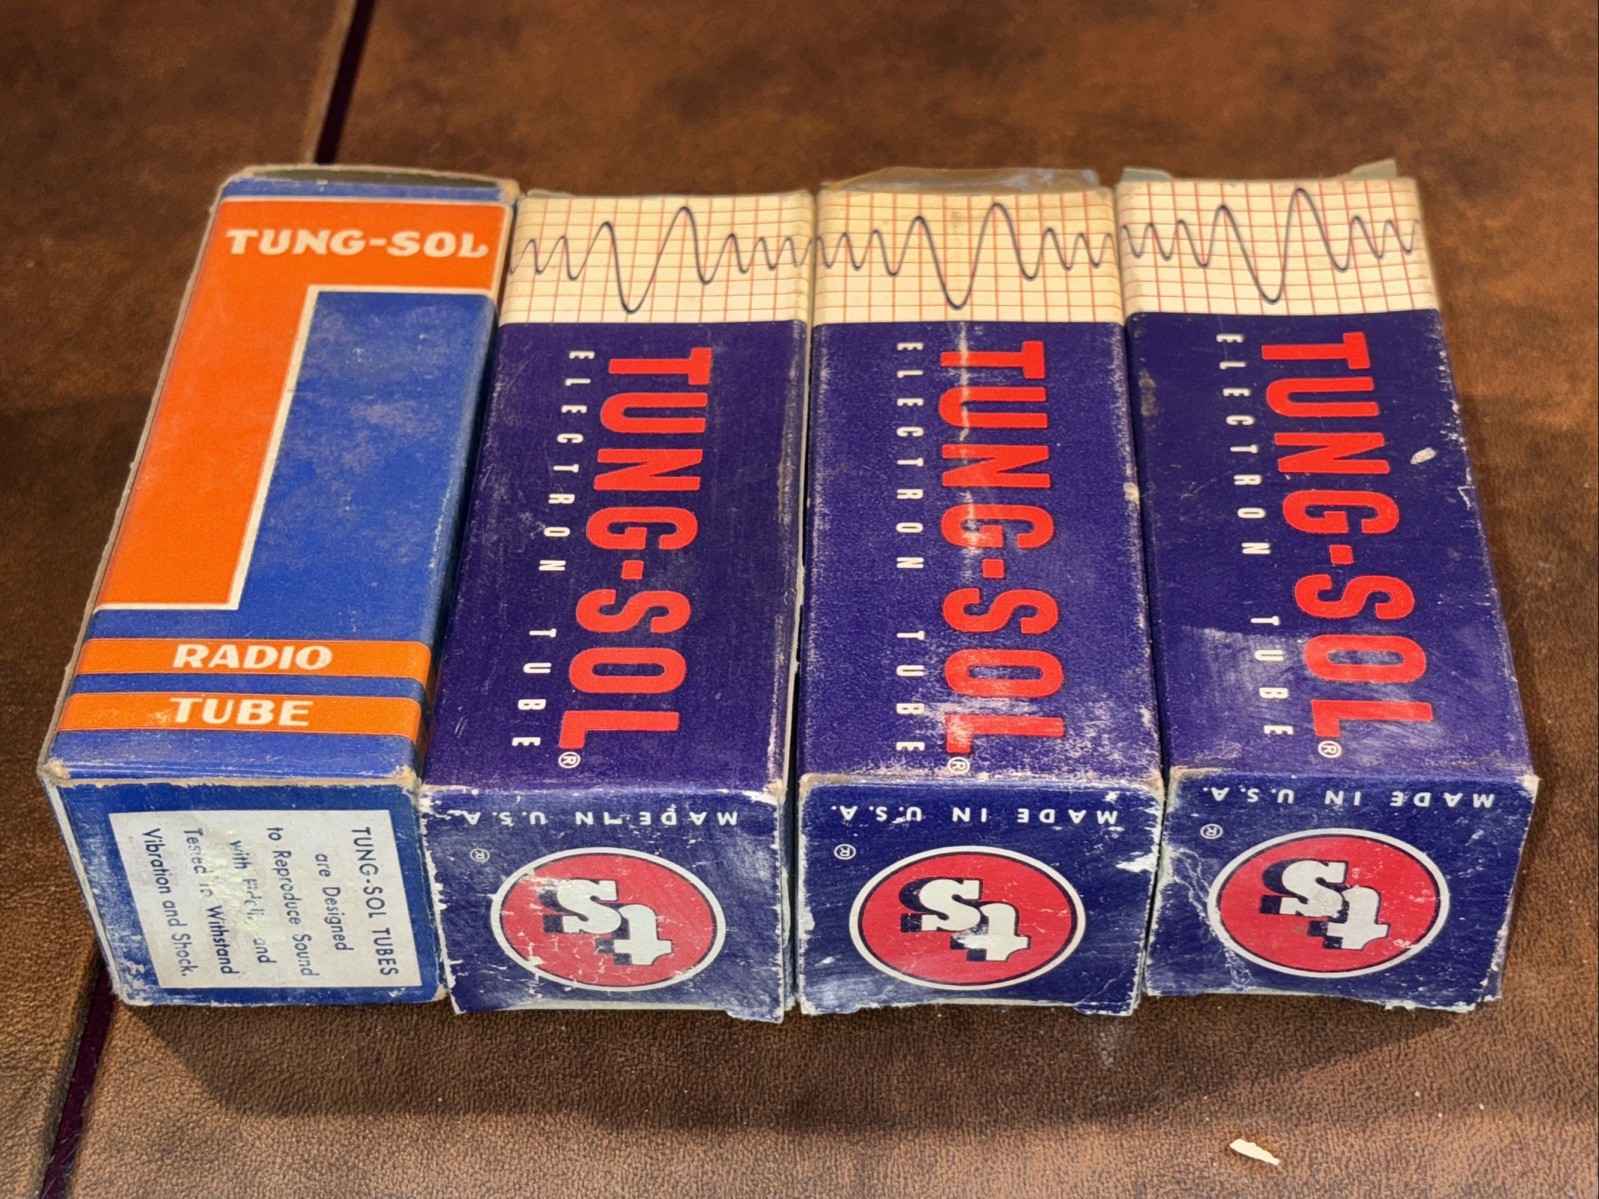 TUNG-SOL
RADIO
TUBE
TUNG-SOL TUBES
are Designed
to Reproduce Sound
with and
Tested to Withstand
Vibration and Shock.
TUNG-SOL®
ELECTRON TUBE
MADE IN U.S.A.
ts®
TUNG-SOL®
ELECTRON TUBE
MADE IN U.S.A.
ts®
TUNG-SOL®
ELECTRON TUBE
MADE IN U.S.A.
ts®